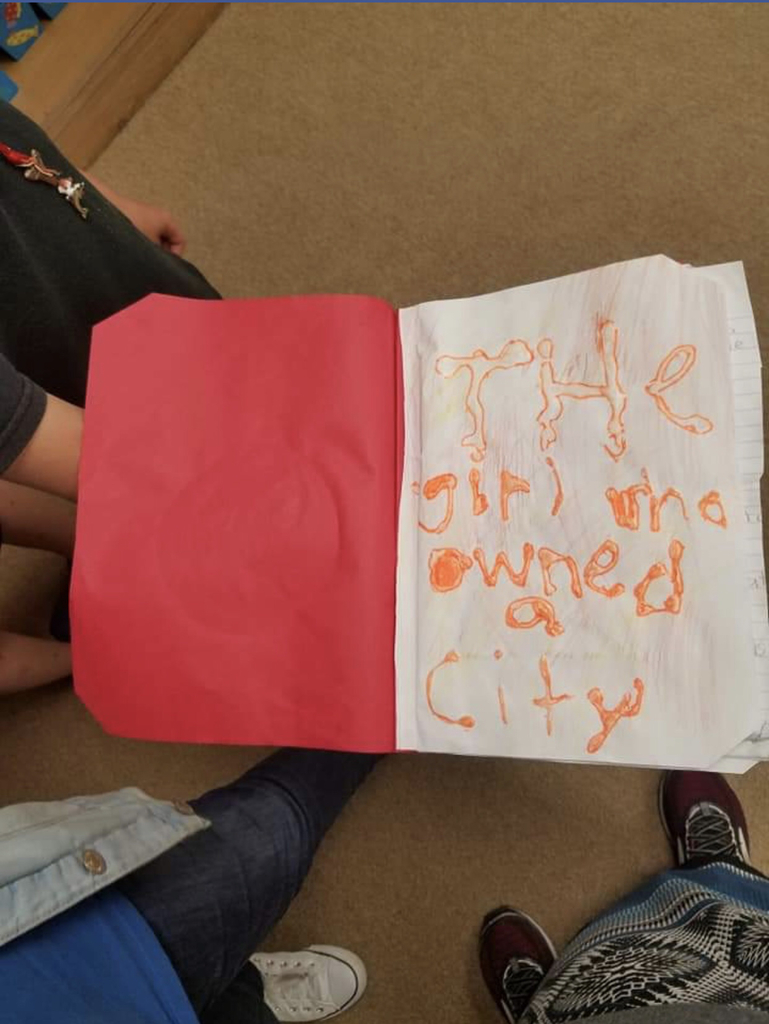 THe
girl who
owned
a
City